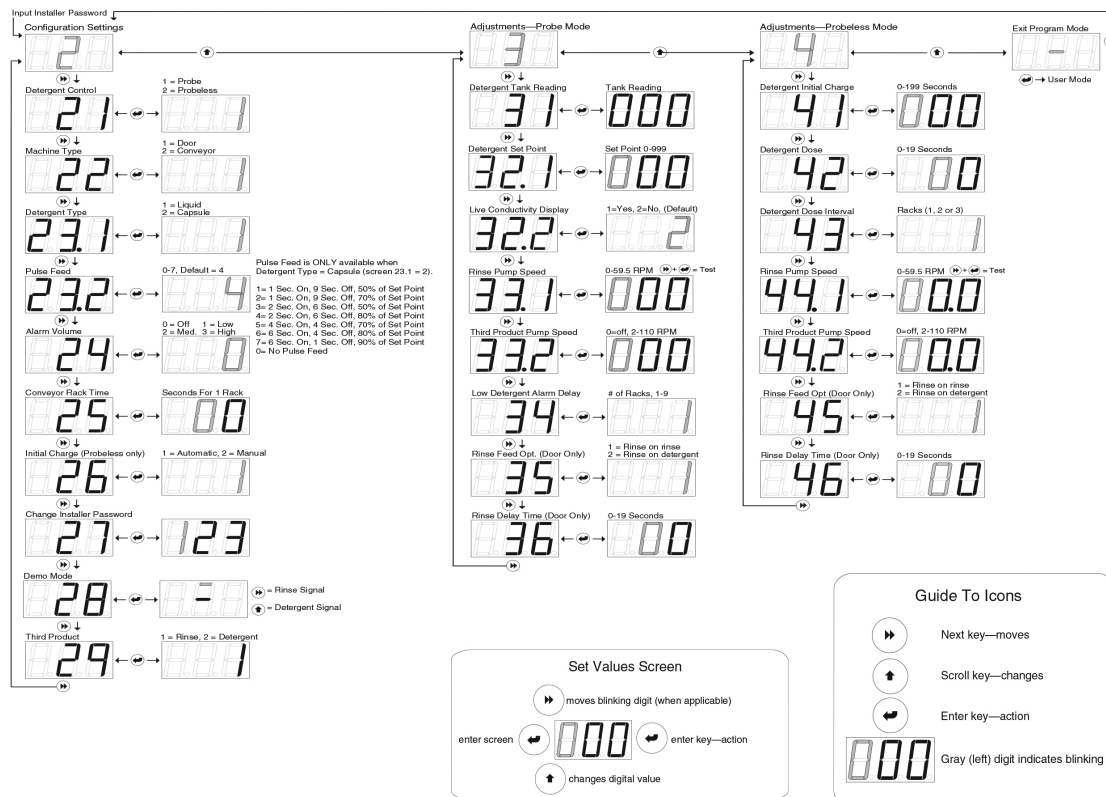 Input Installer Password
Configuration Settings
2
Detergent Control
21
1 = Probe
2 = Probeless
1
Machine Type
22
1 = Door
2 = Conveyor
1
Detergent Type
23.1
1 = Liquid
2 = Capsule
1
Pulse Feed
23.2
0-7, Default = 4
4
Pulse Feed is ONLY available when
Detergent Type = Capsule (screen 23.1 = 2).
1= 1 Sec. On, 9 Sec. Off, 50% of Set Point
2= 1 Sec. On, 9 Sec. Off, 70% of Set Point
3= 2 Sec. On, 6 Sec. Off, 50% of Set Point
4= 2 Sec. On, 6 Sec. Off, 80% of Set Point
5= 4 Sec. On, 4 Sec. Off, 70% of Set Point
6= 6 Sec. On, 4 Sec. Off, 80% of Set Point
7= 6 Sec. On, 1 Sec. Off, 90% of Set Point
0= No Pulse Feed
Alarm Volume
24
0 = Off 1 = Low
2 = Med. 3 = High
0
Conveyor Rack Time
25
Seconds For 1 Rack
00
Initial Charge (Probeless only)
26
1 = Automatic, 2 = Manual
1
Change Installer Password
27
123
Demo Mode
28
-
= Rinse Signal
= Detergent Signal
Third Product
29
1 = Rinse, 2 = Detergent
1
Adjustments—Probe Mode
3
Detergent Tank Reading
31
Tank Reading
000
Detergent Set Point
32.1
Set Point 0-999
000
Live Conductivity Display
32.2
1=Yes, 2=No, (Default)
2
Rinse Pump Speed
33.1
0-59.5 RPM + = Test
000
Third Product Pump Speed
33.2
0=off, 2-110 RPM
000
Low Detergent Alarm Delay
34
# of Racks, 1-9
1
Rinse Feed Opt. (Door Only)
35
1 = Rinse on rinse
2 = Rinse on detergent
1
Rinse Delay Time (Door Only)
36
0-19 Seconds
00
Adjustments—Probeless Mode
4
Detergent Initial Charge
41
0-199 Seconds
000
Detergent Dose
42
0-19 Seconds
00
Detergent Dose Interval
43
Racks (1, 2 or 3)
1
Rinse Pump Speed
44.1
0-59.5 RPM + = Test
00.0
Third Product Pump Speed
44.2
0=off, 2-110 RPM
00.0
Rinse Feed Opt (Door Only)
45
1 = Rinse on rinse
2 = Rinse on detergent
1
Rinse Delay Time (Door Only)
46
0-19 Seconds
00
Exit Program Mode
-
→ User Mode
Set Values Screen
moves blinking digit (when applicable)
enter screen
000
enter key—action
changes digital value
Guide To Icons
Next key—moves
Scroll key—changes
Enter key—action
000
Gray (left) digit indicates blinking